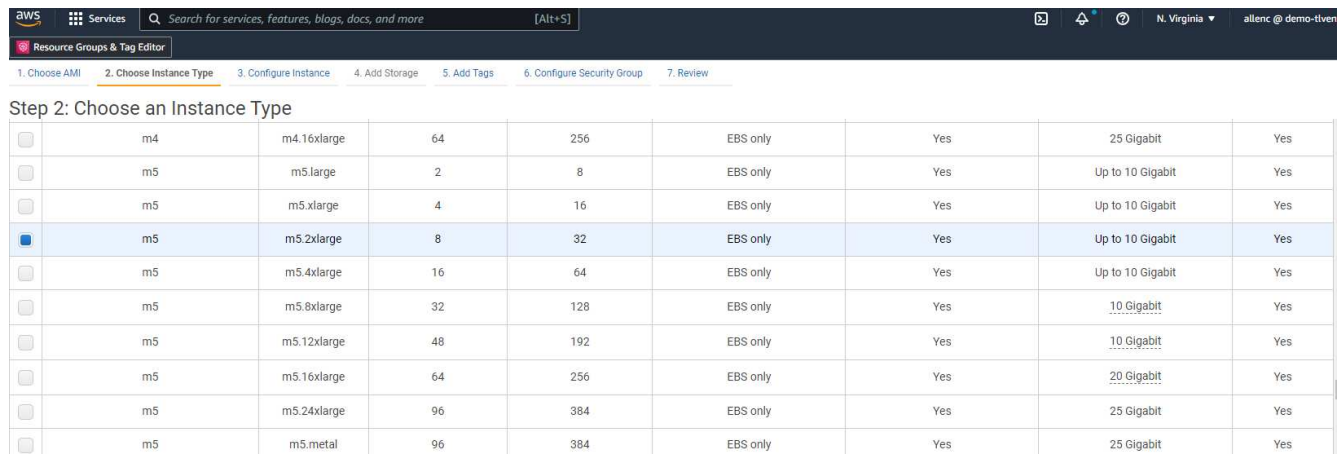 aws Services Search for services, features, blogs, docs, and more [Alt+S] N. Virginia ▼ allenc @ demo-tlven
Resource Groups & Tag Editor
1. Choose AMI 2. Choose Instance Type 3. Configure Instance 4. Add Storage 5. Add Tags 6. Configure Security Group 7. Review
Step 2: Choose an Instance Type
m4 m4.16xlarge 64 256 EBS only Yes 25 Gigabit Yes
m5 m5.large 2 8 EBS only Yes Up to 10 Gigabit Yes
m5 m5.xlarge 4 16 EBS only Yes Up to 10 Gigabit Yes
m5 m5.2xlarge 8 32 EBS only Yes Up to 10 Gigabit Yes
m5 m5.4xlarge 16 64 EBS only Yes Up to 10 Gigabit Yes
m5 m5.8xlarge 32 128 EBS only Yes 10 Gigabit Yes
m5 m5.12xlarge 48 192 EBS only Yes 10 Gigabit Yes
m5 m5.16xlarge 64 256 EBS only Yes 20 Gigabit Yes
m5 m5.24xlarge 96 384 EBS only Yes 25 Gigabit Yes
m5 m5.metal 96 384 EBS only Yes 25 Gigabit Yes